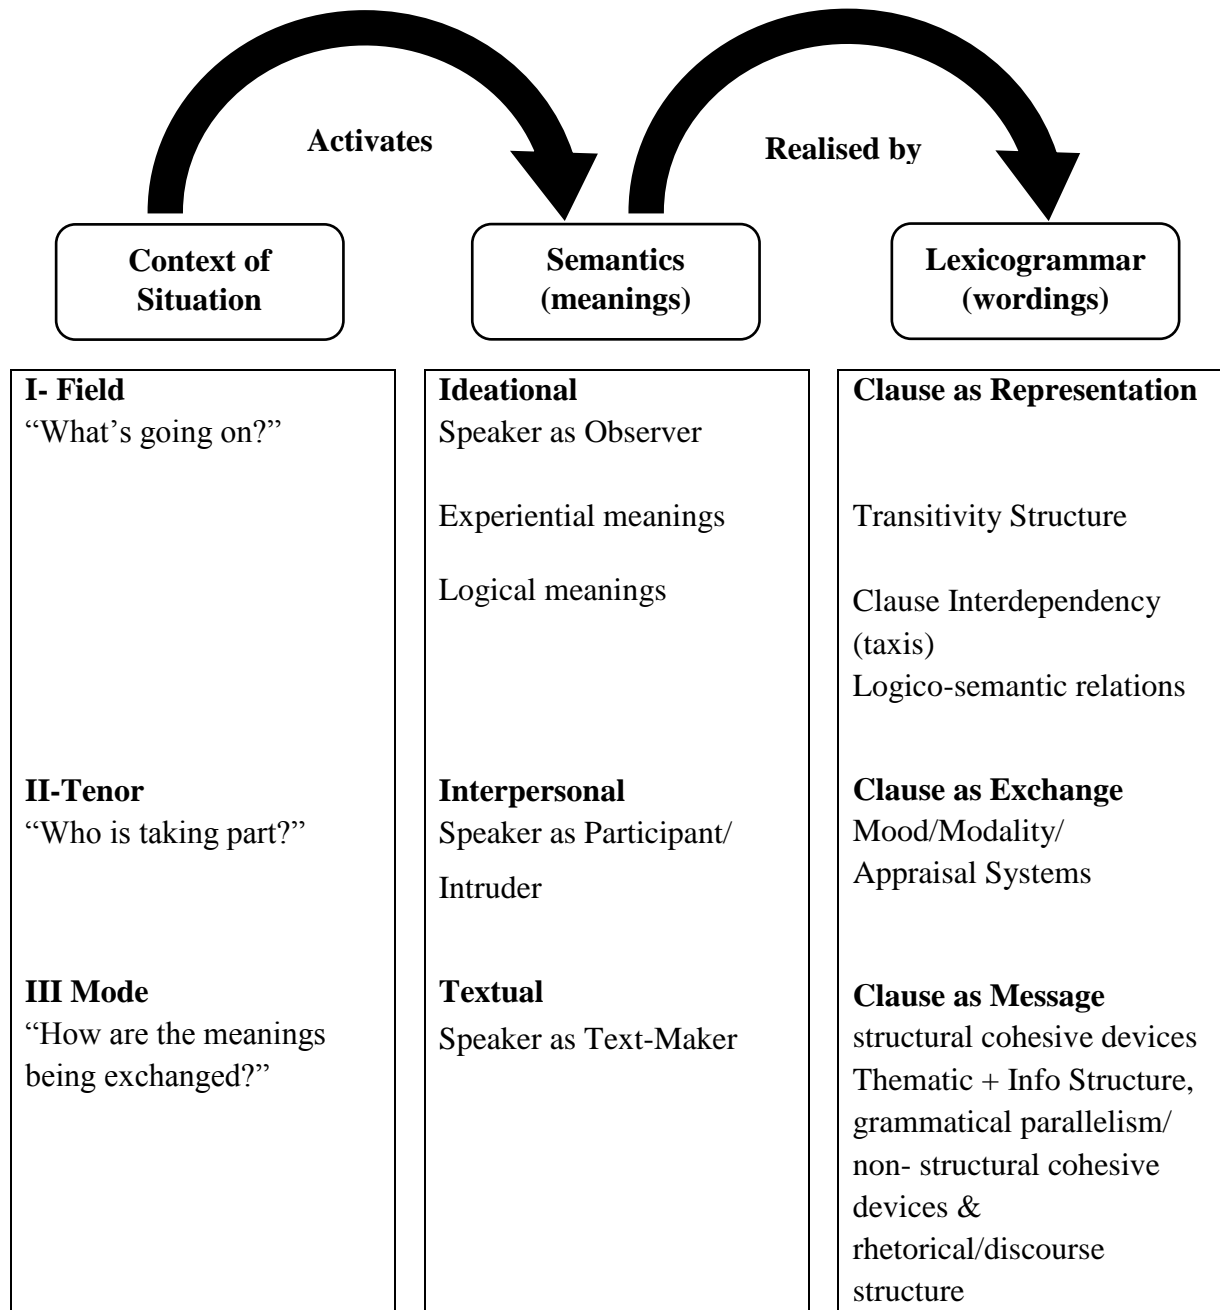 Activates
Realised by
Context of
Situation
Semantics
(meanings)
Lexicogrammar
(wordings)
I- Field
“What’s going on?”
II-Tenor
“Who is taking part?”
III Mode
“How are the meanings
being exchanged?”
Ideational
Speaker as Observer
Experiential meanings
Logical meanings
Interpersonal
Speaker as Participant/
Intruder
Textual
Speaker as Text-Maker
Clause as Representation
Transitivity Structure
Clause Interdependency
(taxis)
Logico-semantic relations
Clause as Exchange
Mood/Modality/
Appraisal Systems
Clause as Message
structural cohesive devices
Thematic + Info Structure,
grammatical parallelism/
non- structural cohesive
devices &
rhetorical/discourse
structure